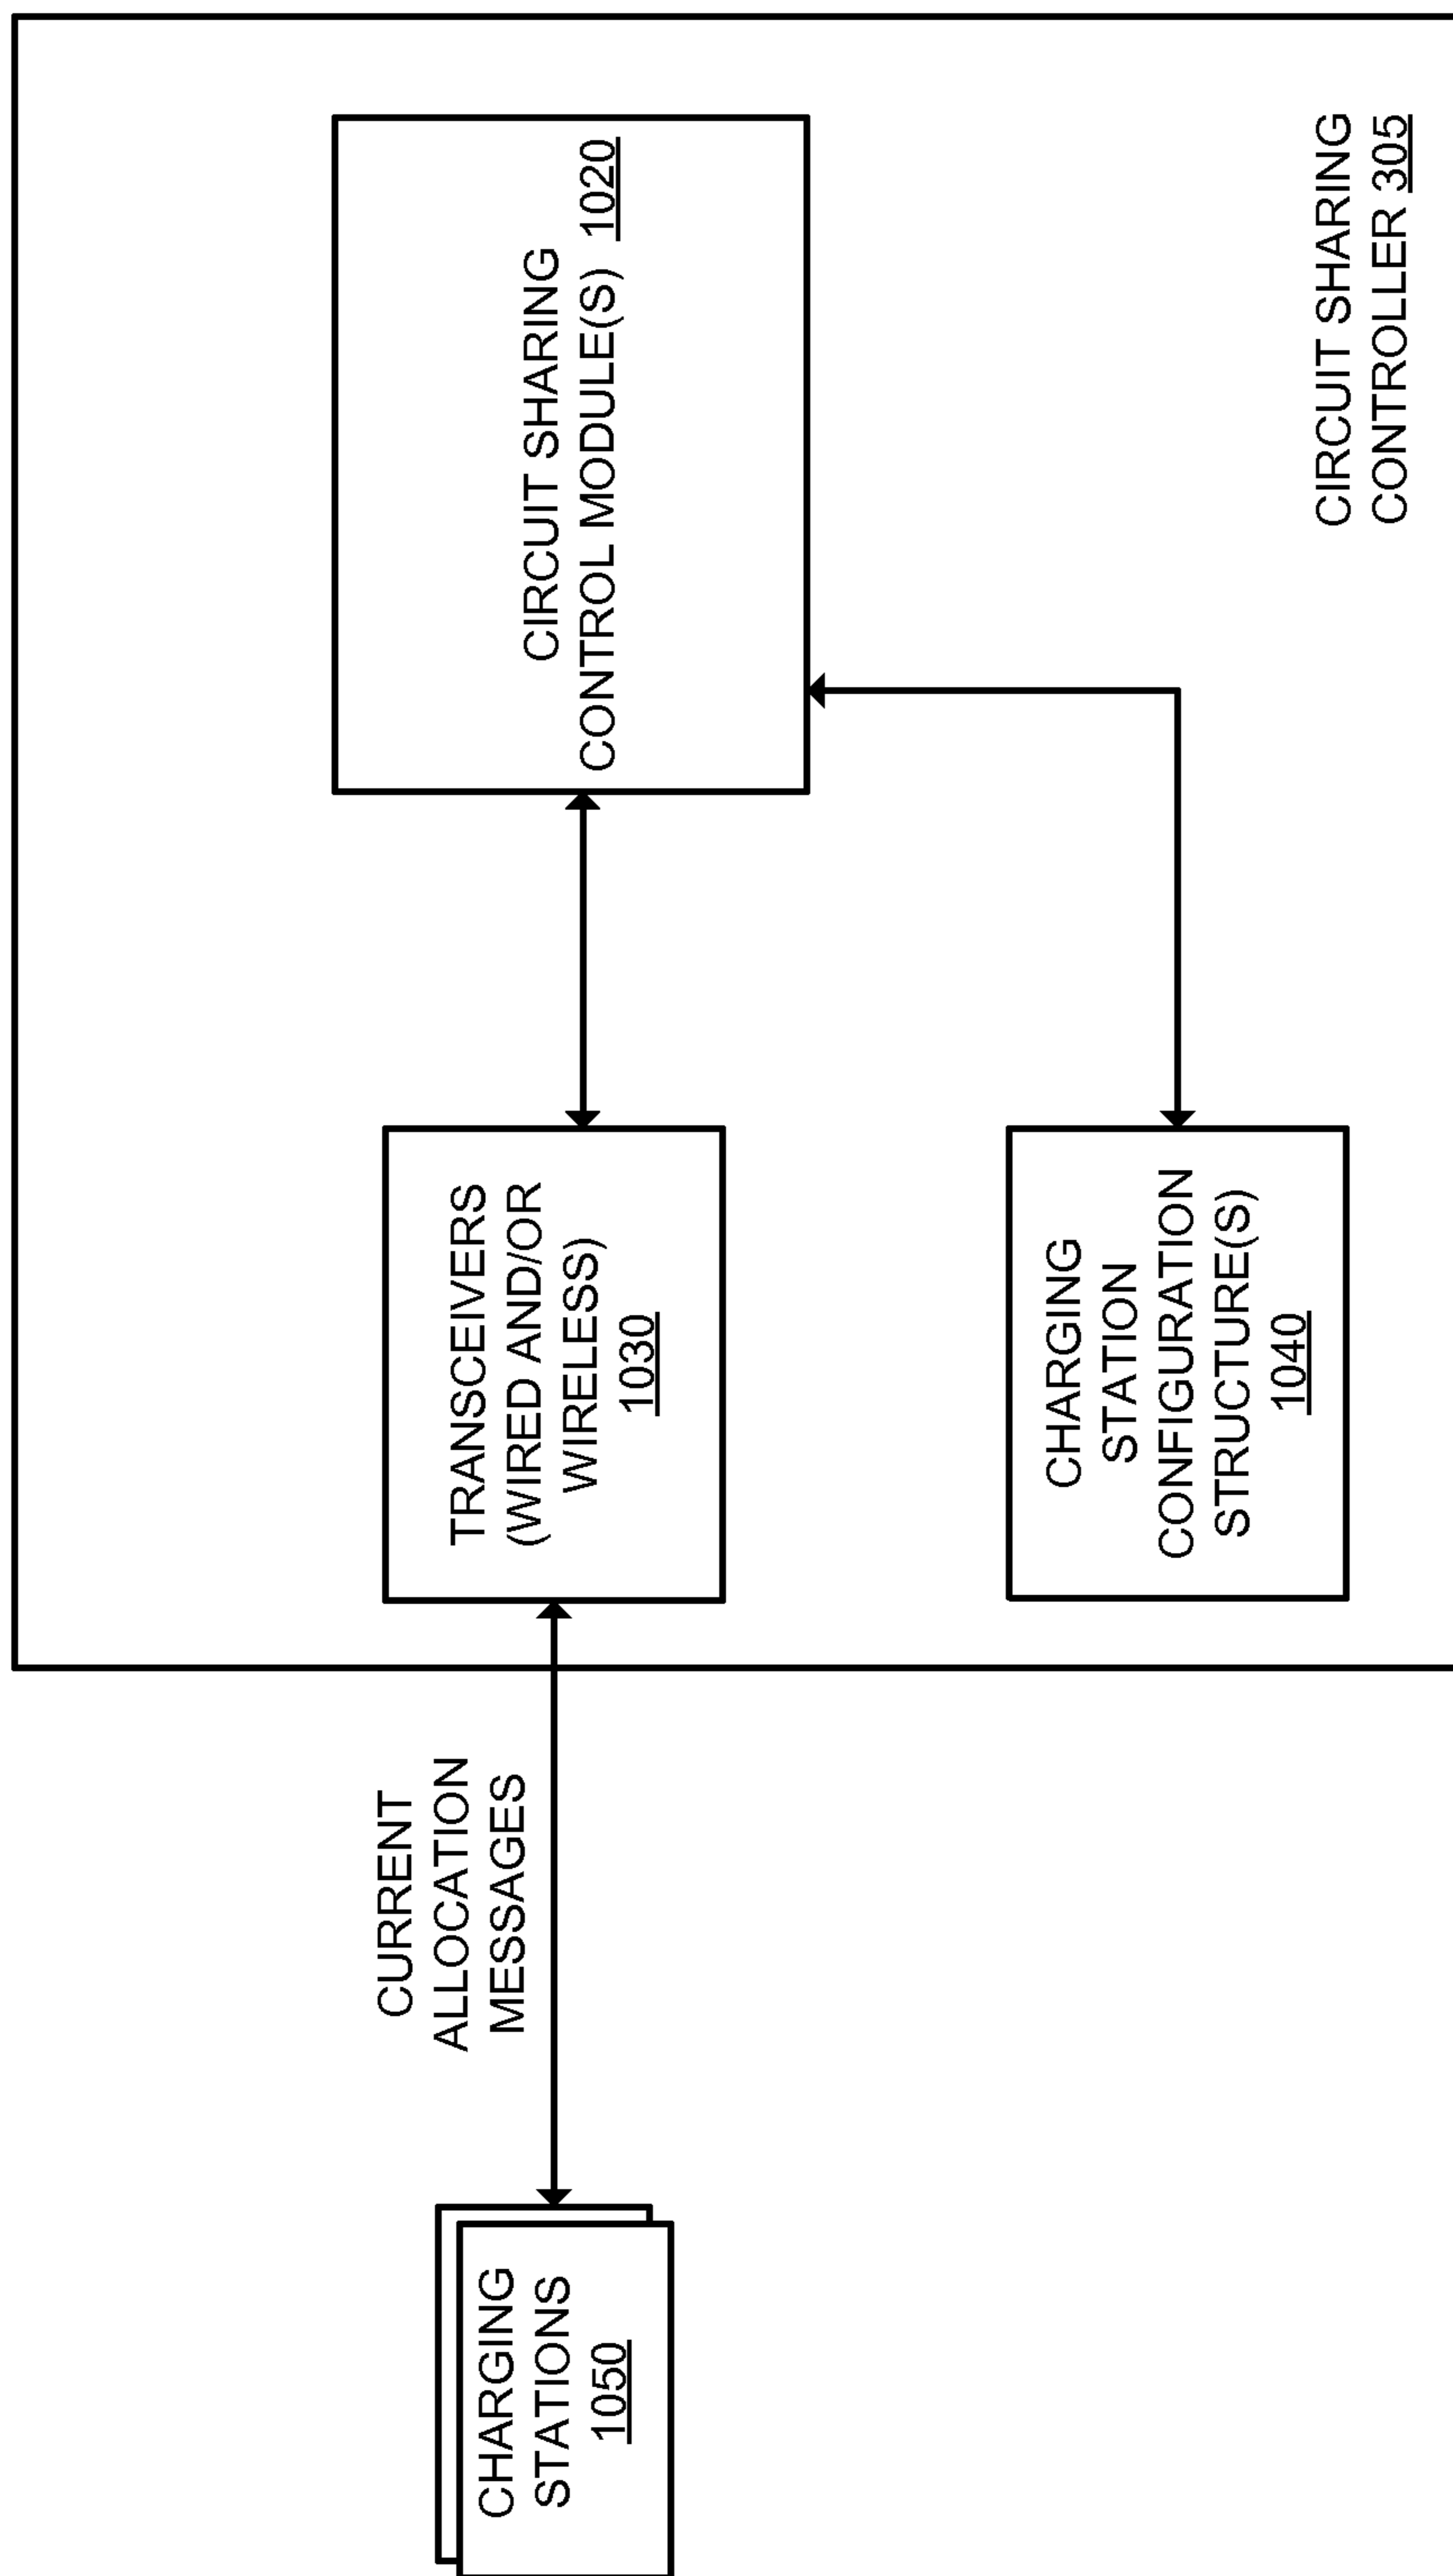 CHARGING
STATIONS
1050
CURRENT
ALLOCATION
MESSAGES
TRANSCEIVERS
(WIRED AND/OR
WIRELESS)
1030
CIRCUIT SHARING
CONTROL MODULE(S) 1020
CHARGING
STATION
CONFIGURATION
STRUCTURE(S)
1040
CIRCUIT SHARING
CONTROLLER 305